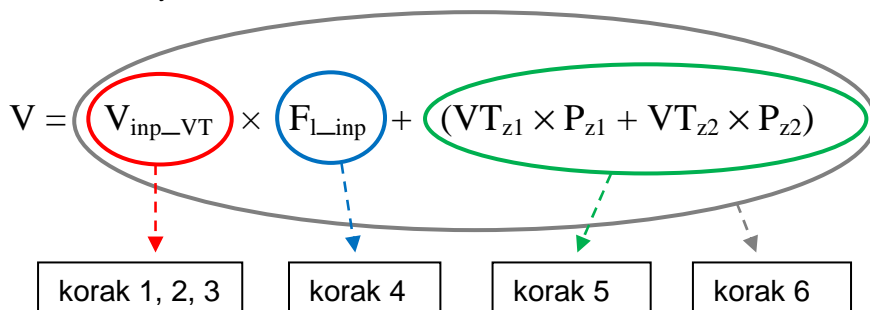 V = V_inp_VT × F_l_inp + (VT_z1 × P_z1 + VT_z2 × P_z2)
korak 1, 2, 3 korak 4 korak 5 korak 6